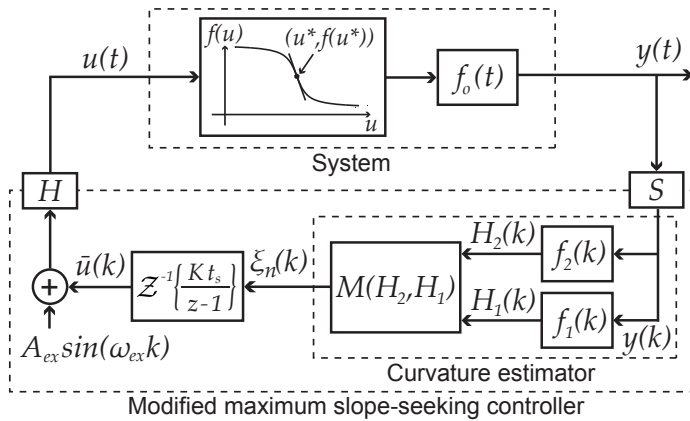 f(u)
(u*,f(u*))
u
u(t)
f_o(t)
y(t)
System
H
S
ū(k)
Z⁻¹{Kt_s/(z-1)}
ξ_n(k)
M(H_2,H_1)
H_2(k)
f_2(k)
H_1(k)
f_1(k)
y(k)
+
A_ex sin(ω_ex k)
Curvature estimator
Modified maximum slope-seeking controller